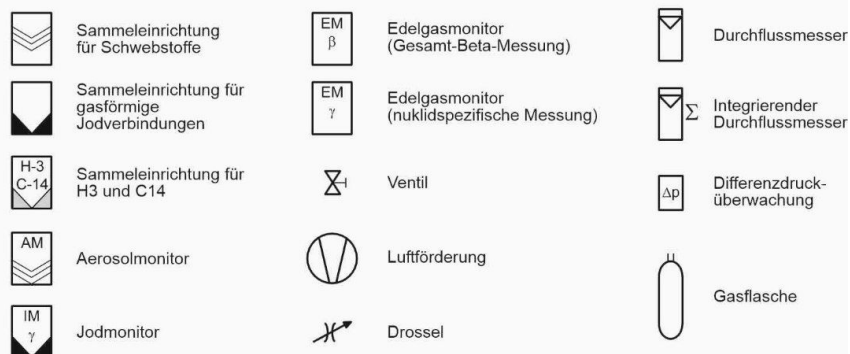 Sammeleinrichtung
für Schwebstoffe
Sammeleinrichtung für
gasförmige
Jodverbindungen
H-3
C-14
Sammeleinrichtung für
H3 und C14
AM
Aerosolmonitor
IM
γ
Jodmonitor
EM
β
Edelgasmonitor
(Gesamt-Beta-Messung)
EM
γ
Edelgasmonitor
(nuklidspezifische Messung)
Ventil
Luftförderung
Drossel
Durchflussmesser
Σ
Integrierender
Durchflussmesser
Δp
Differenzdruck-
überwachung
Gasflasche